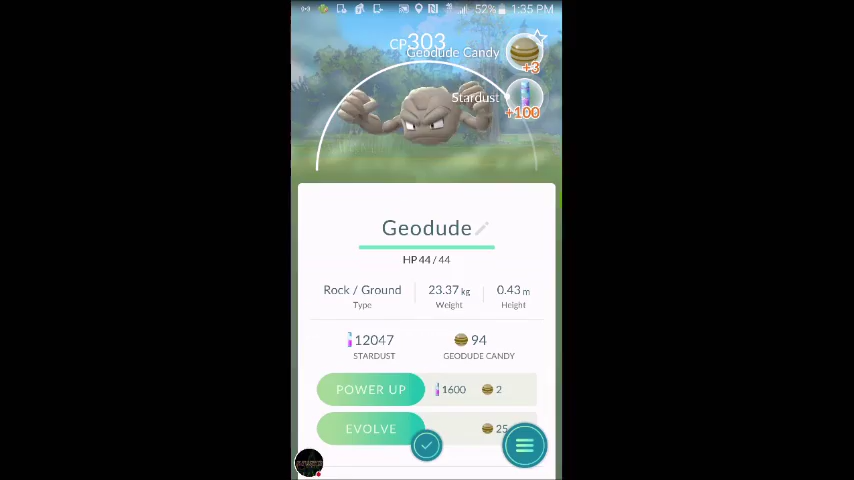 52% 1:35 PM
CP303
Geodude Candy
+3
Stardust
+100
Geodude
HP 44 / 44
Rock / Ground 23.37 kg 0.43 m
Type Weight Height
12047 94
STARDUST GEODUDE CANDY
POWER UP 1600 2
EVOLVE 25